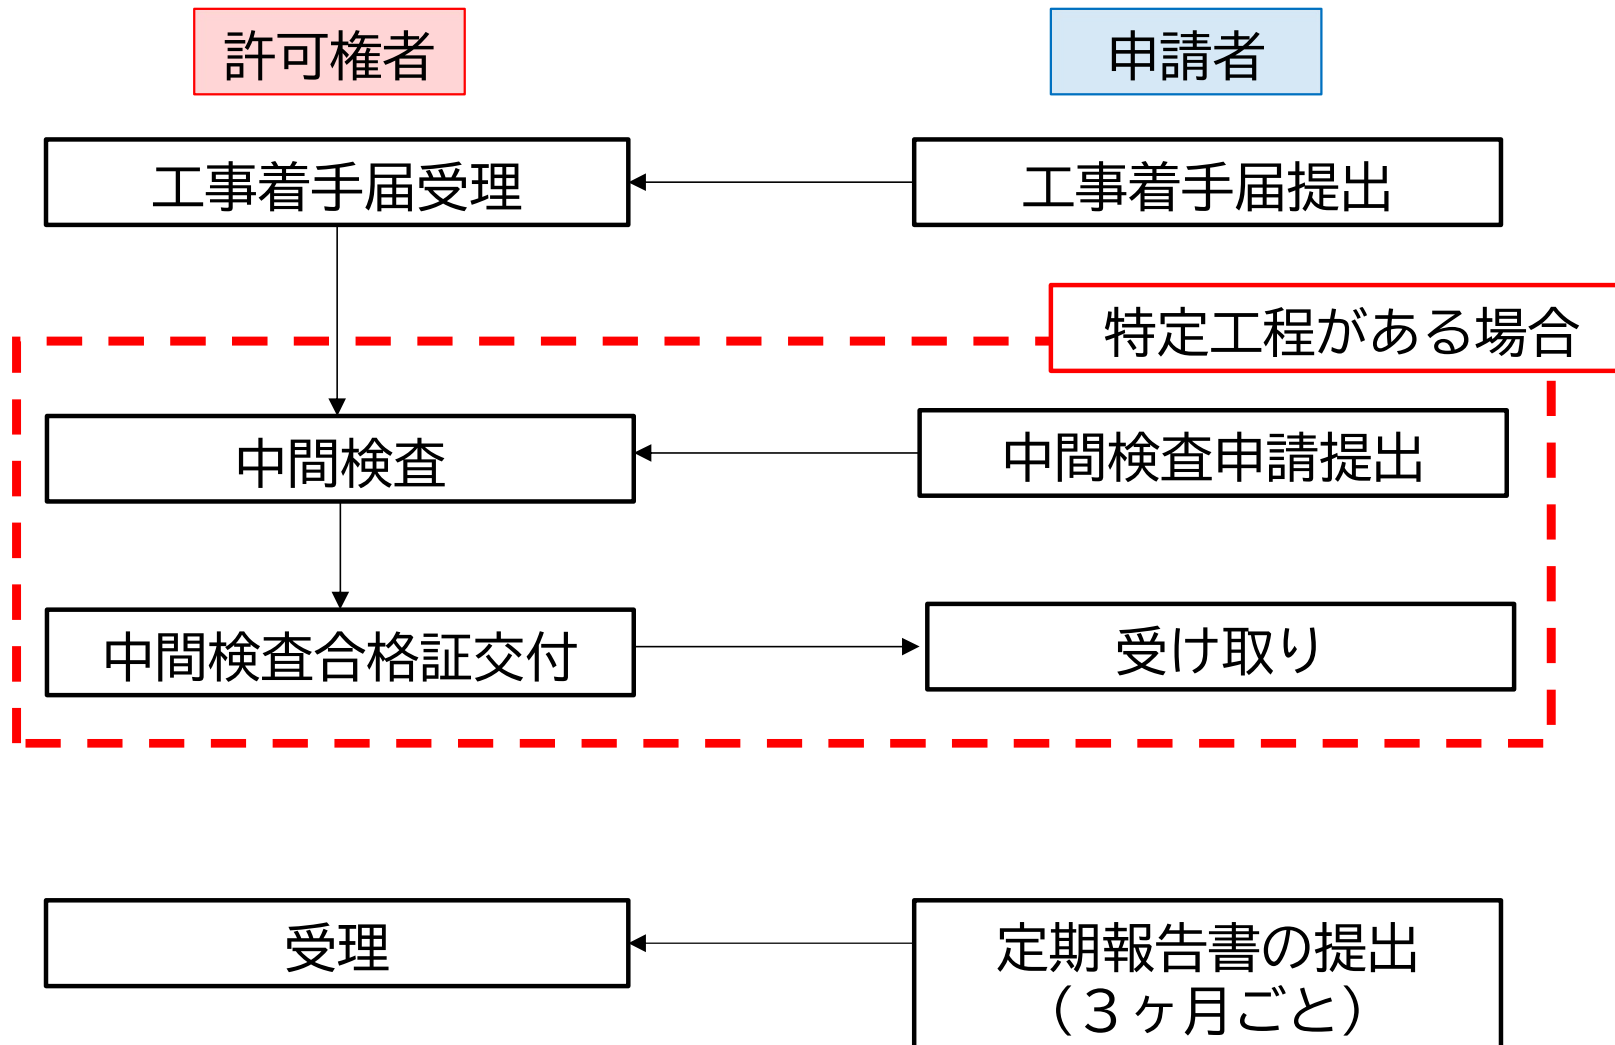 許可権者
申請者
工事着手届受理
工事着手届提出
特定工程がある場合
中間検査
中間検査申請提出
中間検査合格証交付
受け取り
受理
定期報告書の提出
（３ヶ月ごと）